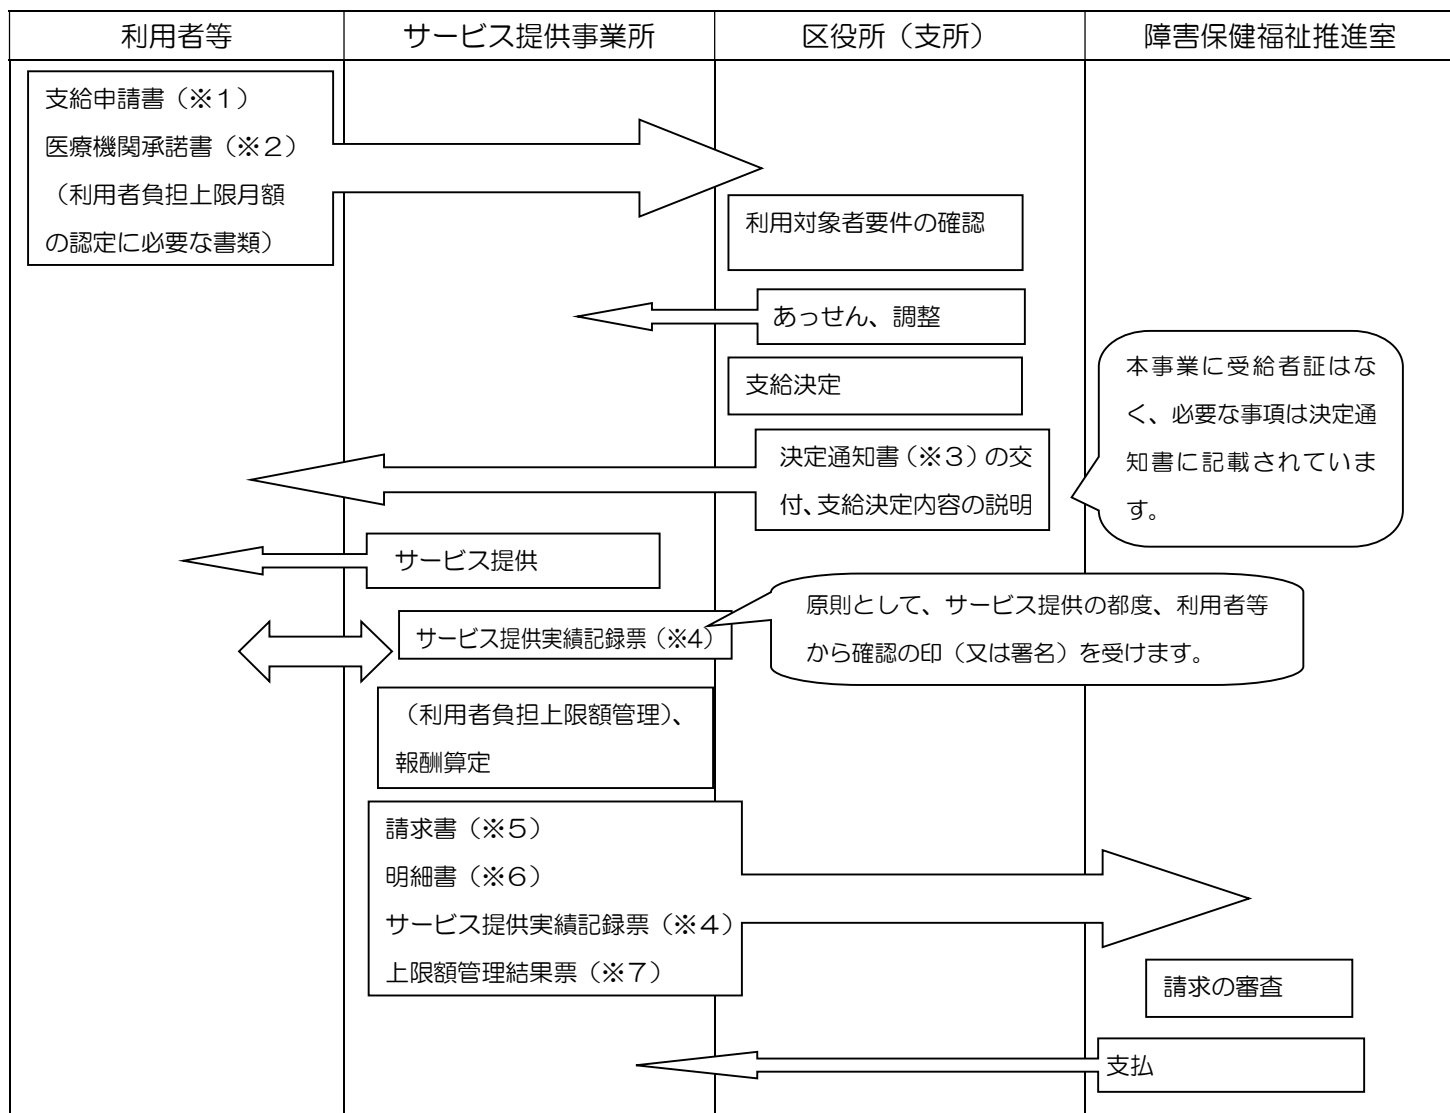 利用者等
サービス提供事業所
区役所（支所）
障害保健福祉推進室
支給申請書（※１）
医療機関承諾書（※２）
（利用者負担上限月額
の認定に必要な書類）
利用対象者要件の確認
あっせん、調整
支給決定
本事業に受給者証はな
く、必要な事項は決定通
知書に記載されていま
す。
決定通知書（※３）の交
付、支給決定内容の説明
サービス提供
原則として、サービス提供の都度、利用者等
から確認の印（又は署名）を受けます。
サービス提供実績記録票（※4）
（利用者負担上限額管理）、
報酬算定
請求書（※５）
明細書（※６）
サービス提供実績記録票（※４）
上限額管理結果票（※７）
請求の審査
支払